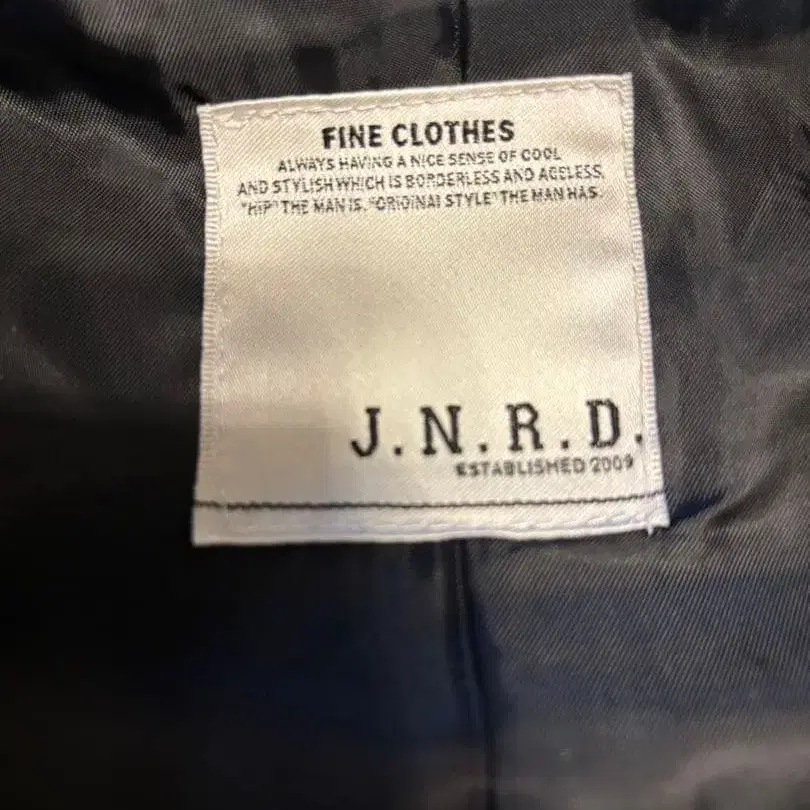 FINE CLOTHES
ALWAYS HAVING A NICE SENSE OF COOL
AND STYLISH WHICH IS BORDERLESS AND AGELESS,
"HIP" THE MAN IS. "ORIGINAL STYLE" THE MAN HAS.
J.N.R.D.
ESTABLISHED 2009